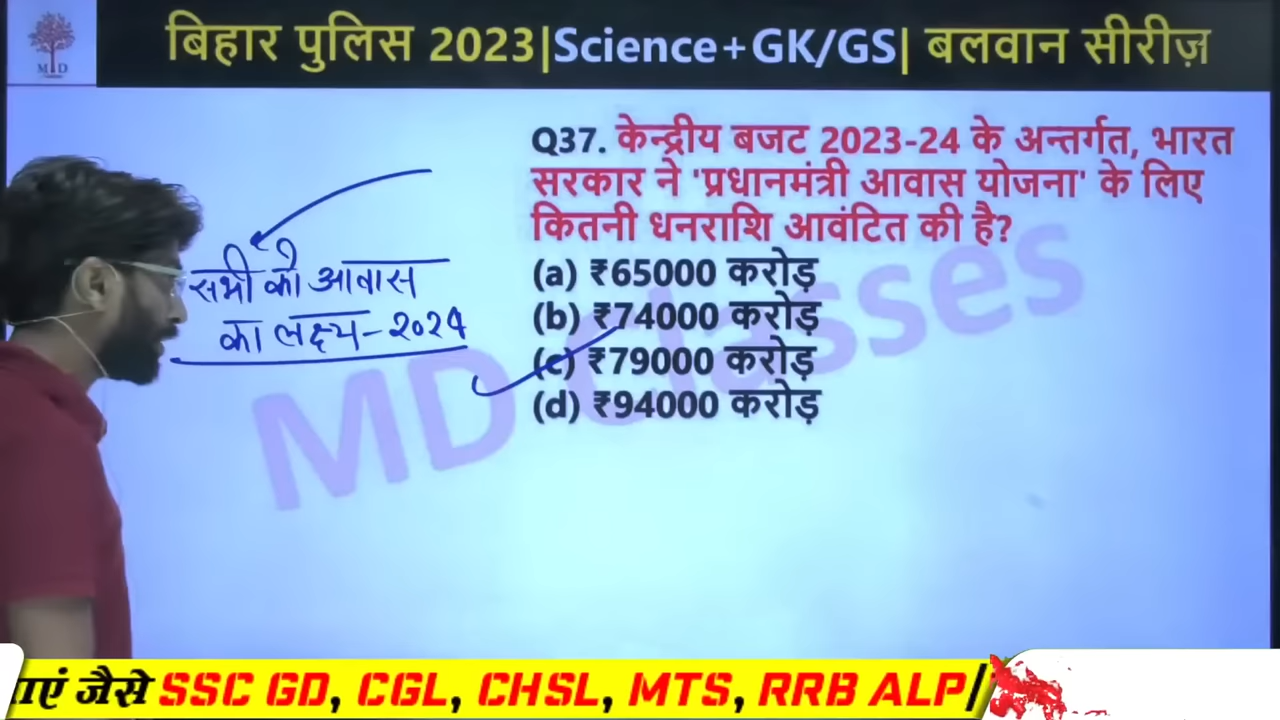 बिहार पुलिस 2023|Science+GK/GS| बलवान सीरीज़
MD
Q37. केन्द्रीय बजट 2023-24 के अन्तर्गत, भारत
सरकार ने 'प्रधानमंत्री आवास योजना' के लिए
कितनी धनराशि आवंटित की है?
(a) ₹65000 करोड़
(b) ₹74000 करोड़
(c) ₹79000 करोड़
(d) ₹94000 करोड़
सभी को आवास
का लक्ष्य-2024
MD Classes
एं जैसे SSC GD, CGL, CHSL, MTS, RRB ALP/